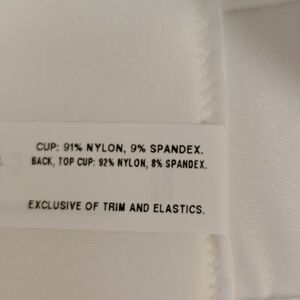 CUP: 91% NYLON, 9% SPANDEX.
BACK, TOP CUP: 92% NYLON, 8% SPANDEX.
EXCLUSIVE OF TRIM AND ELASTICS.